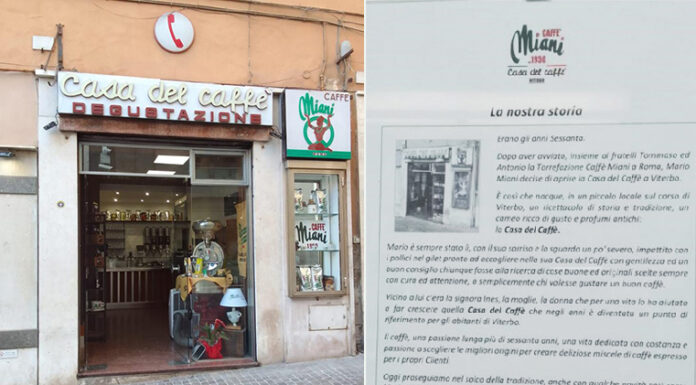 Casa del caffè
DEGUSTAZIONE
CAFFE'
Miani
CAFFE'
Miani
CAFFE'
Miani
1936
Casa del caffè
VITERBO
La nostra storia
Erano gli anni Sessanta.
Dopo aver avviato, insieme ai fratelli Tommaso ed
Antonio la Torrefazione Caffè Miani a Roma, Mario
Miani decise di aprire la Casa del Caffè a Viterbo.
È così che nacque, in un piccolo locale sul corso di
Viterbo, un ricettacolo di storia e tradizione, un
cameo ricco di gusto e profumi antichi:
la Casa del Caffè.
Mario è sempre stato lì, con il suo sorriso e lo sguardo un po' severo, impettito con
i pollici nel gilet pronto ad accogliere nella sua Casa del Caffè con gentilezza ed un
buon consiglio chiunque fosse alla ricerca di cose buone ed originali scelte sempre
con cura ed attenzione, o semplicemente chi volesse gustare un buon caffè.
Vicino a lui c'era la signora Ines, la moglie, la donna che per una vita lo ha aiutato
a far crescere quella Casa del Caffè che negli anni è diventata un punto di
riferimento per gli abitanti di Viterbo.
Il caffè, una passione lunga più di sessanta anni, una vita dedicata con costanza e
passione a scegliere le migliori origini per creare deliziose miscele di caffè espresso
per i propri Clienti.
Oggi proseguiamo nel solco della tradizione, anche con qualche